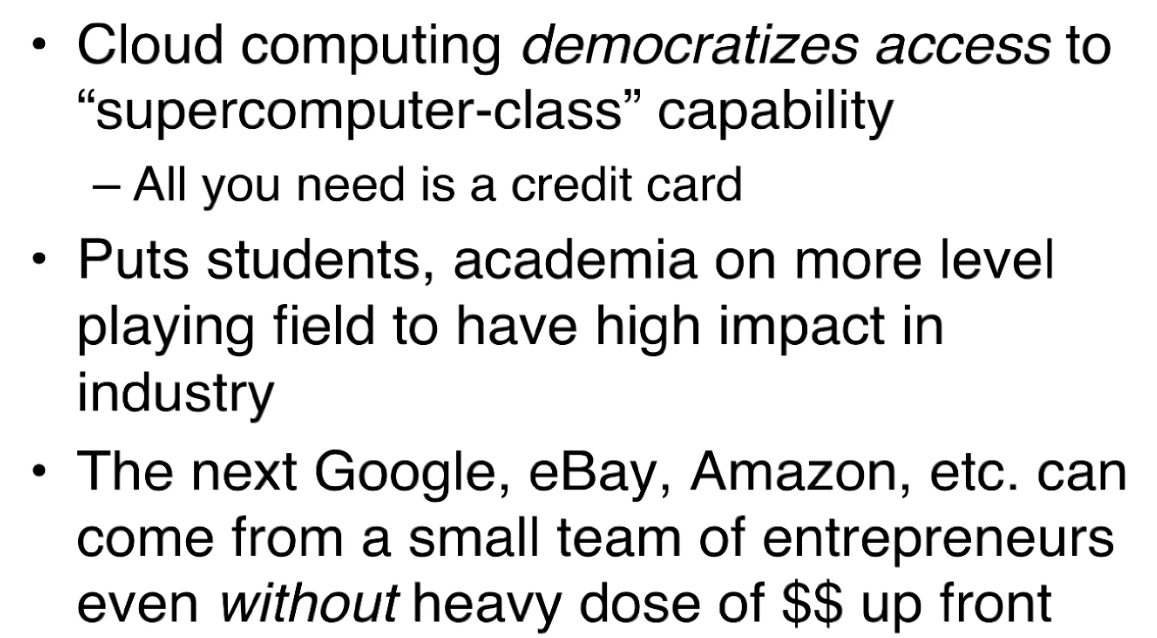 • Cloud computing democratizes access to
“supercomputer-class” capability
– All you need is a credit card
• Puts students, academia on more level
playing field to have high impact in
industry
• The next Google, eBay, Amazon, etc. can
come from a small team of entrepreneurs
even without heavy dose of $$ up front